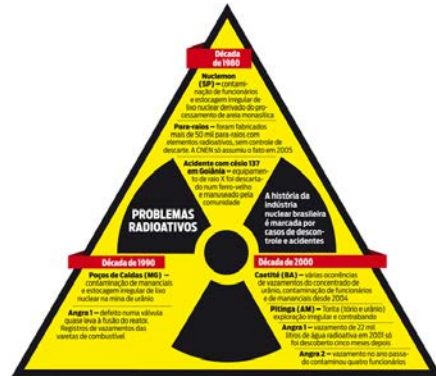 Década
de 1980
Nuclemon
(SP) – contami-
nação de funcionários
e estocagem irregular de
lixo nuclear derivado do pro-
cessamento de areia monasítica
Para-raios – foram fabricados
mais de 50 mil para-raios com
elementos radioativos, sem controle de
descarte. A CNEN só assumiu o fato em 2005
Acidente com césio 137
em Goiânia – equipamen-
to de raio X foi descarta-
do num ferro-velho
e manuseado pela
comunidade
PROBLEMAS
RADIOATIVOS
A história da
indústria
nuclear brasileira
é marcada por
casos de descon-
trole e acidentes
Década de 1990
Poços de Caldas (MG) –
contaminação de mananciais
e estocagem irregular de lixo
nuclear na mina de urânio
Angra 1 – defeito numa válvula
quase leva à fusão do reator.
Registros de vazamentos das
varetas de combustível
Década de 2000
Caetité (BA) – várias ocorrências
de vazamentos do concentrado de
urânio, contaminação de funcionários
e de mananciais desde 2004
Pitinga (AM) – Torita (tório e urânio)
exploração irregular e contrabando
Angra 1 – vazamento de 22 mil
litros de água radioativa em 2001 só
foi descoberto cinco meses depois
Angra 2 – vazamento no ano passa-
do contaminou quatro funcionários